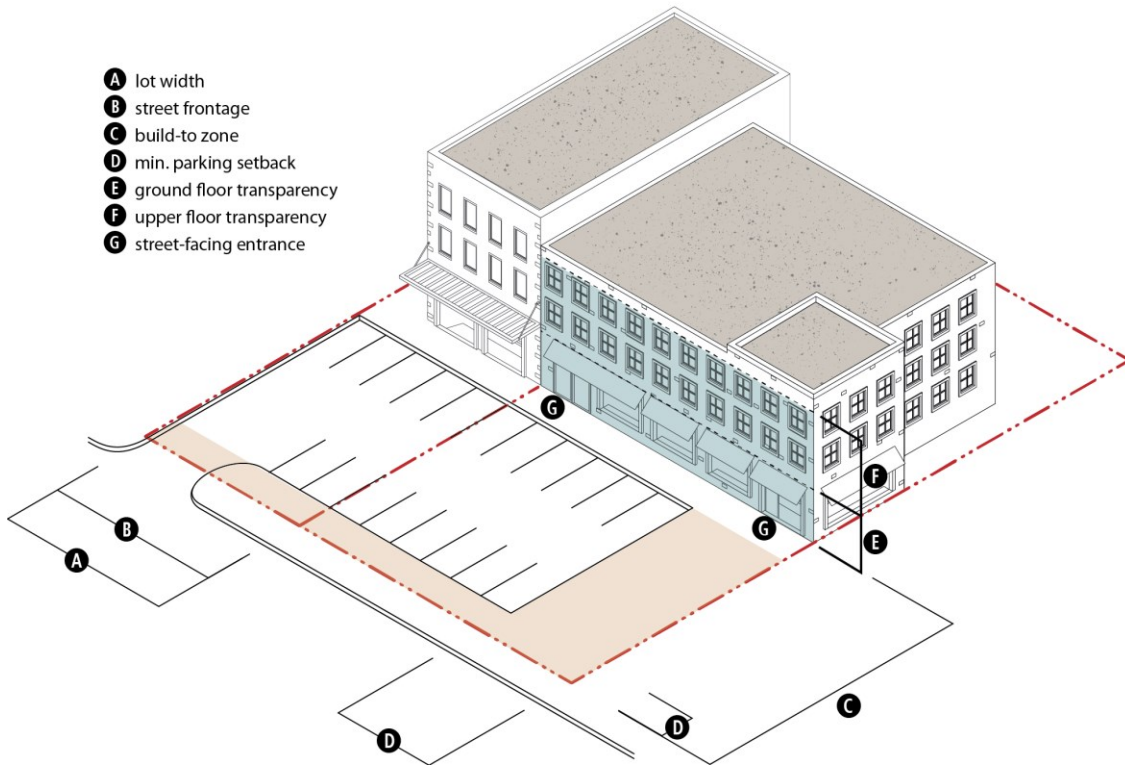 A lot width
B street frontage
C build-to zone
D min. parking setback
E ground floor transparency
F upper floor transparency
G street-facing entrance
G
F
B
G
E
A
C
D
D